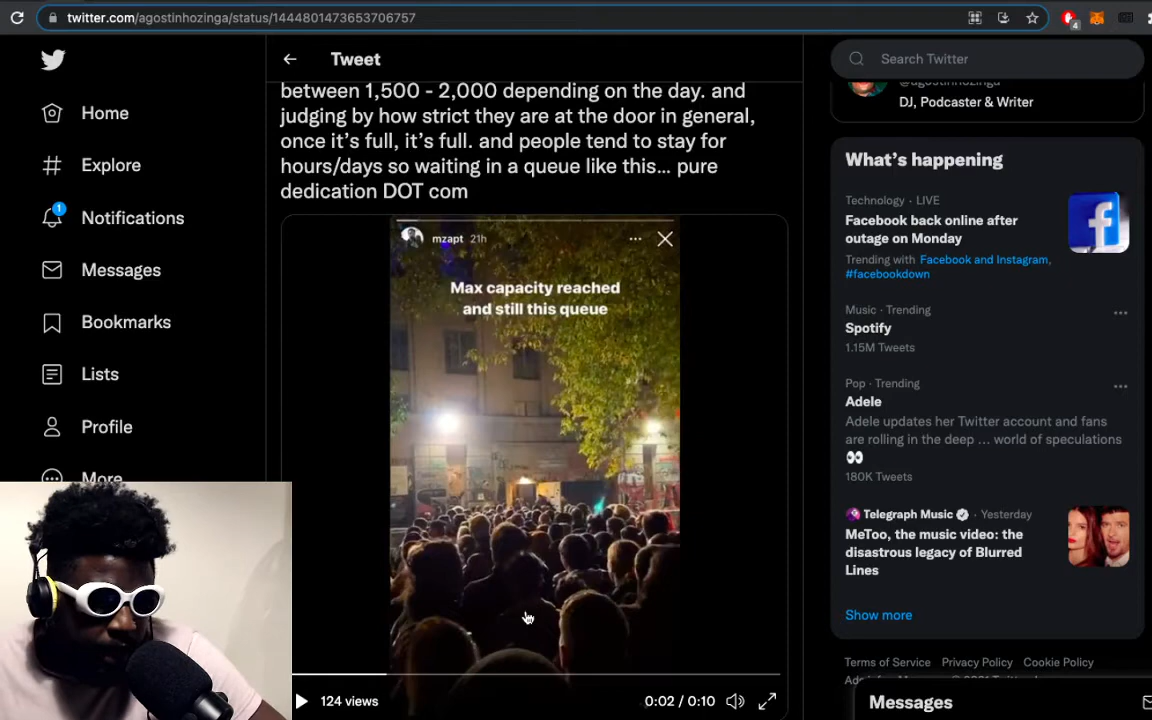 twitter.com/agostinhozinga/status/1444801473653706757
4
Home
Explore
1
Notifications
Messages
Bookmarks
Lists
Profile
More
Tweet
between 1,500 - 2,000 depending on the day. and
judging by how strict they are at the door in general,
once it's full, it's full. and people tend to stay for
hours/days so waiting in a queue like this... pure
dedication DOT com
mzapt 21h
Max capacity reached
and still this queue
124 views
0:02 / 0:10
Search Twitter
@agostinhozinga
DJ, Podcaster & Writer
What's happening
Technology · LIVE
Facebook back online after
outage on Monday
Trending with Facebook and Instagram,
#facebookdown
Music · Trending
Spotify
1.15M Tweets
Pop · Trending
Adele
Adele updates her Twitter account and fans
are rolling in the deep ... world of speculations
👀
180K Tweets
Telegraph Music · Yesterday
MeToo, the music video: the
disastrous legacy of Blurred
Lines
Show more
Terms of Service Privacy Policy Cookie Policy
Messages